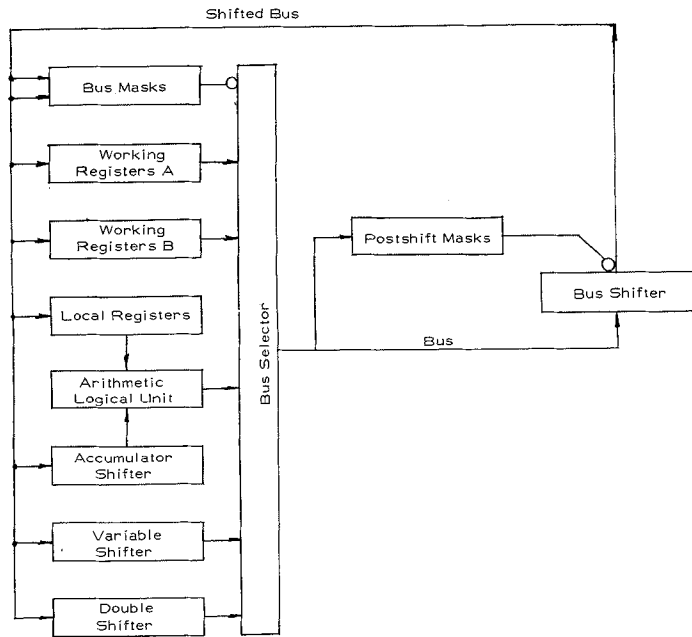 Shifted Bus
Bus Masks
Working
Registers A
Working
Registers B
Local Registers
Arithmetic
Logical Unit
Accumulator
Shifter
Variable
Shifter
Double
Shifter
Bus Selector
Postshift Masks
Bus Shifter
Bus